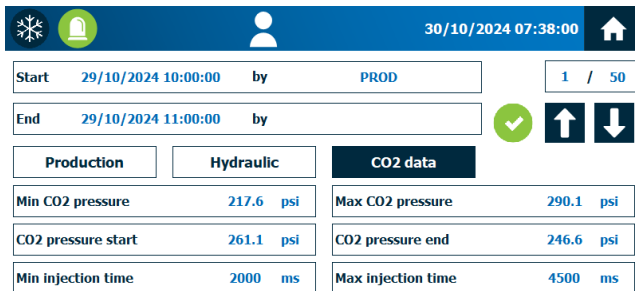 30/10/2024 07:38:00
Start 29/10/2024 10:00:00 by PROD 1 / 50
End 29/10/2024 11:00:00 by
Production Hydraulic CO2 data
Min CO2 pressure 217.6 psi Max CO2 pressure 290.1 psi
CO2 pressure start 261.1 psi CO2 pressure end 246.6 psi
Min injection time 2000 ms Max injection time 4500 ms